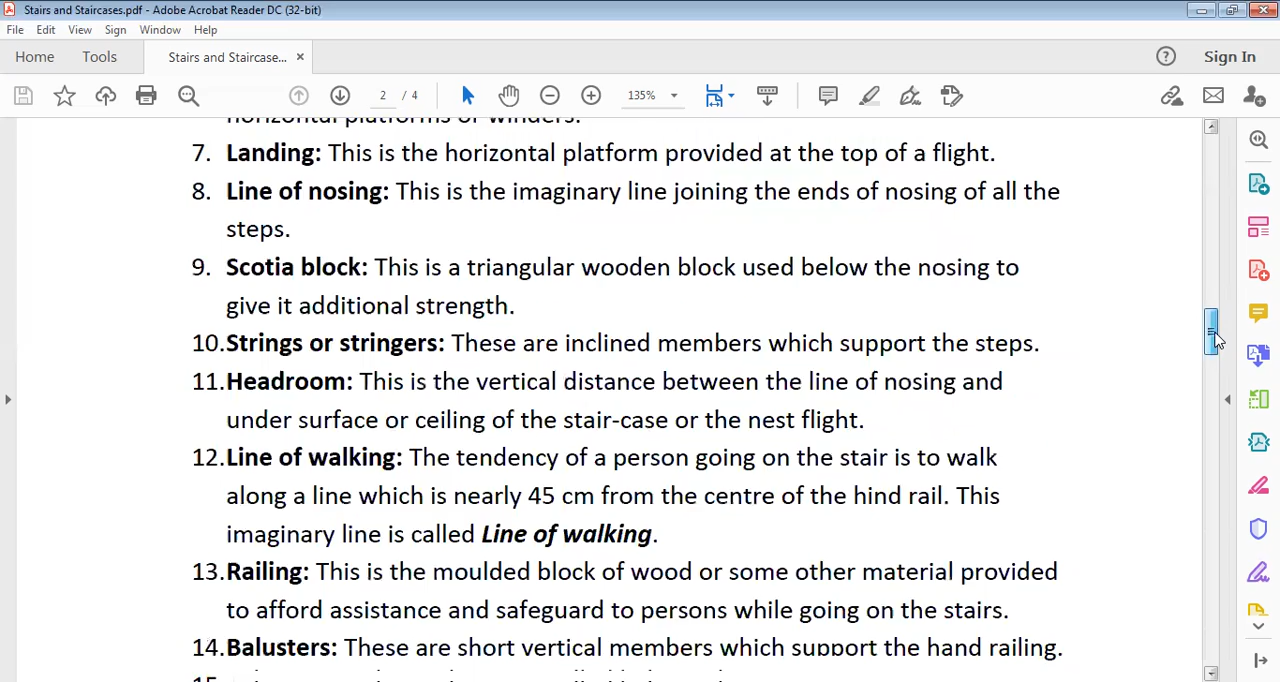 Stairs and Staircases.pdf - Adobe Acrobat Reader DC (32-bit)
File Edit View Sign Window Help
Home Tools Stairs and Staircase... × Sign In
2 / 4 135%
horizontal platforms or winders.
7. Landing: This is the horizontal platform provided at the top of a flight.
8. Line of nosing: This is the imaginary line joining the ends of nosing of all the
steps.
9. Scotia block: This is a triangular wooden block used below the nosing to
give it additional strength.
10.Strings or stringers: These are inclined members which support the steps.
11.Headroom: This is the vertical distance between the line of nosing and
under surface or ceiling of the stair-case or the nest flight.
12.Line of walking: The tendency of a person going on the stair is to walk
along a line which is nearly 45 cm from the centre of the hind rail. This
imaginary line is called Line of walking.
13.Railing: This is the moulded block of wood or some other material provided
to afford assistance and safeguard to persons while going on the stairs.
14.Balusters: These are short vertical members which support the hand railing.
15.